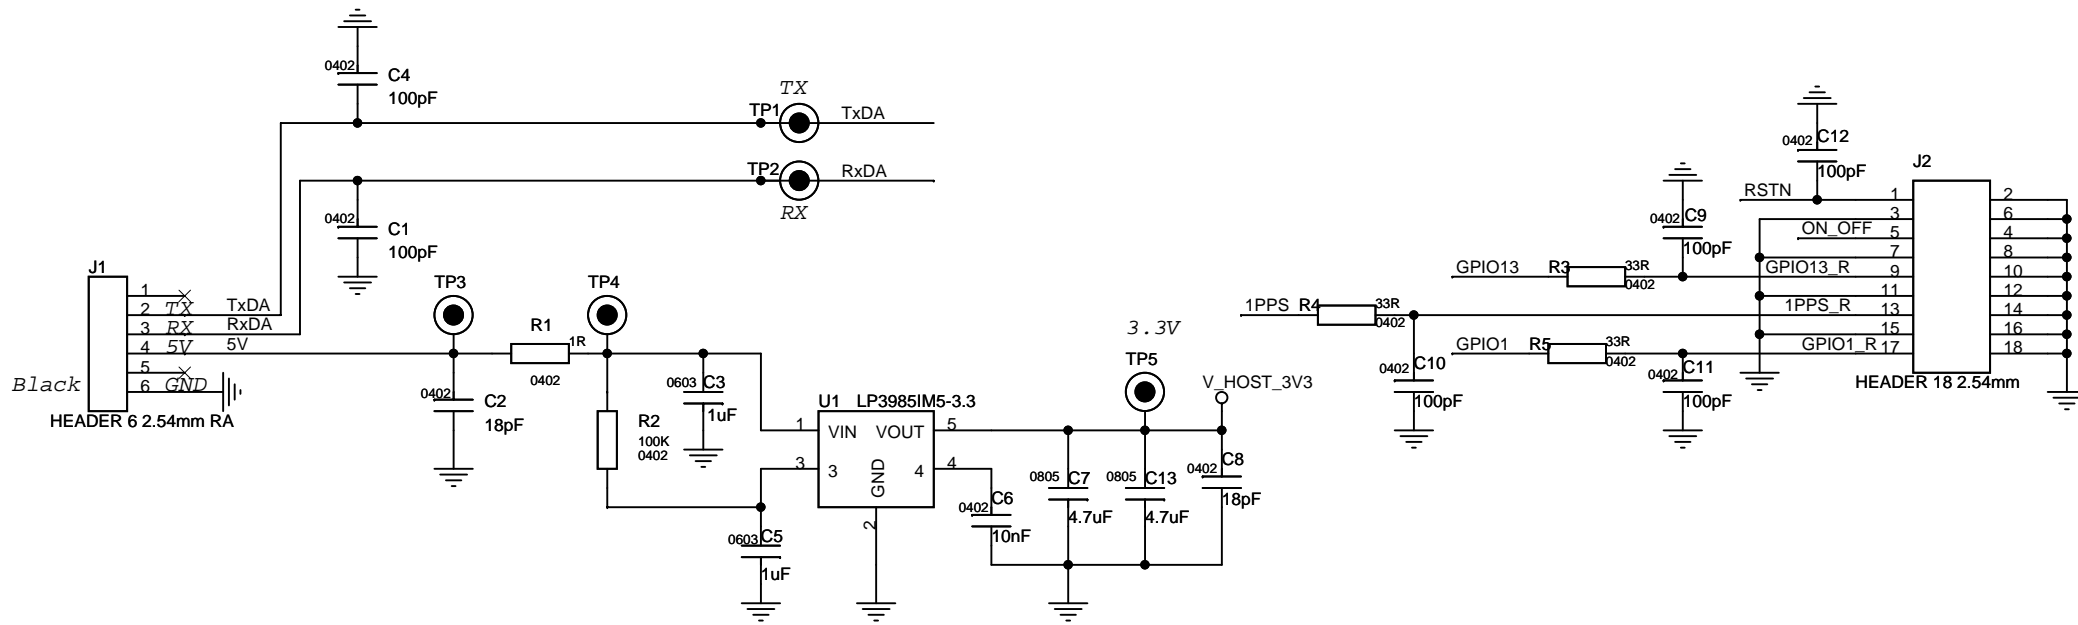 0402
C4
100pF
TX
TP1
TxDA
TP2
RxDA
RX
0402
C1
100pF
J1
1
2
TX
TxDA
3
RX
RxDA
4
5V
5V
5
6
GND
Black
HEADER 6 2.54mm RA
TP3
R1
1R
0402
TP4
0402
C2
18pF
0603
C3
1uF
R2
100K
0402
U1
LP3985IM5-3.3
1
VIN
VOUT
5
3
3
4
4
GND
2
0603
C5
1uF
0402
C6
10nF
3.3V
TP5
V_HOST_3V3
0805
C7
4.7uF
0805
C13
4.7uF
0402
C8
18pF
1PPS
R4
33R
0402
0402
C10
100pF
GPIO13
R3
33R
0402
0402
C9
100pF
GPIO1
R5
33R
0402
0402
C11
100pF
0402
C12
100pF
J2
RSTN
1
2
3
6
ON_OFF
5
4
7
8
GPIO13_R
9
10
11
12
1PPS_R
13
14
15
16
GPIO1_R
17
18
HEADER 18 2.54mm